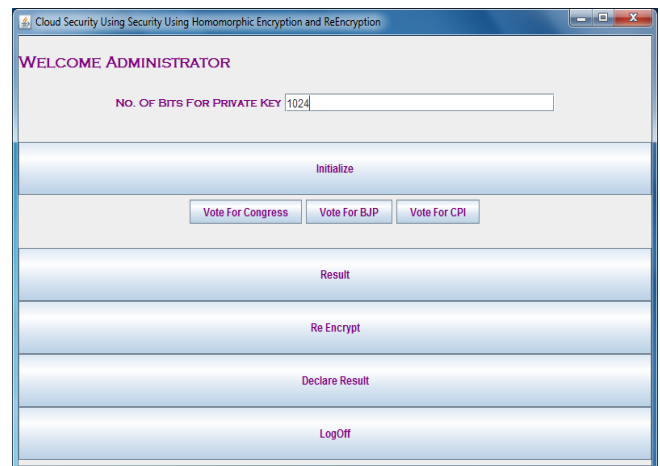 Cloud Security Using Security Using Homomorphic Encryption and ReEncryption
WELCOME ADMINISTRATOR
NO. OF BITS FOR PRIVATE KEY 1024
Initialize
Vote For Congress Vote For BJP Vote For CPI
Result
Re Encrypt
Declare Result
LogOff